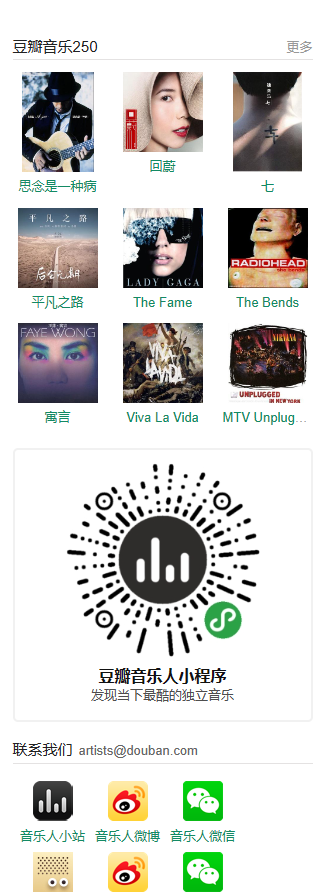 豆瓣音乐250 更多
思念是一种病
回蔚
七
平凡之路
LADY GAGA
RADIOHEAD
平凡之路
The Fame
The Bends
FAYE WONG
VIVA LA VIDA
NIRVANA
UNPLUGGED
IN NEW YORK
寓言
Viva La Vida
MTV Unplug...
豆瓣音乐人小程序
发现当下最酷的独立音乐
联系我们 artists@douban.com
音乐人小站
音乐人微博
音乐人微信